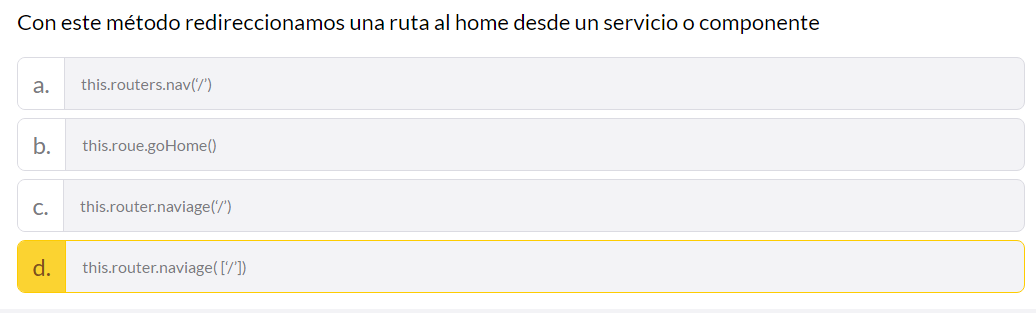 Con este método redireccionamos una ruta al home desde un servicio o componente
a. this.routers.nav(‘/’)
b. this.roue.goHome()
c. this.router.naviage(‘/’)
d. this.router.naviage( [‘/’])